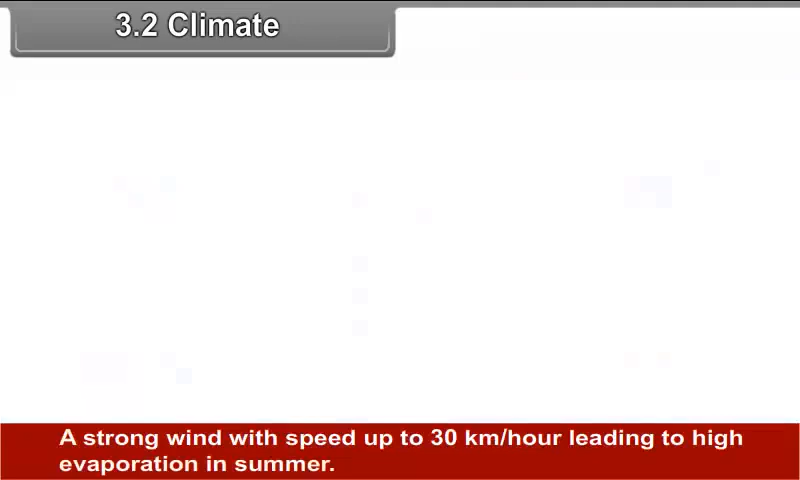 3.2 Climate
A strong wind with speed up to 30 km/hour leading to high
evaporation in summer.